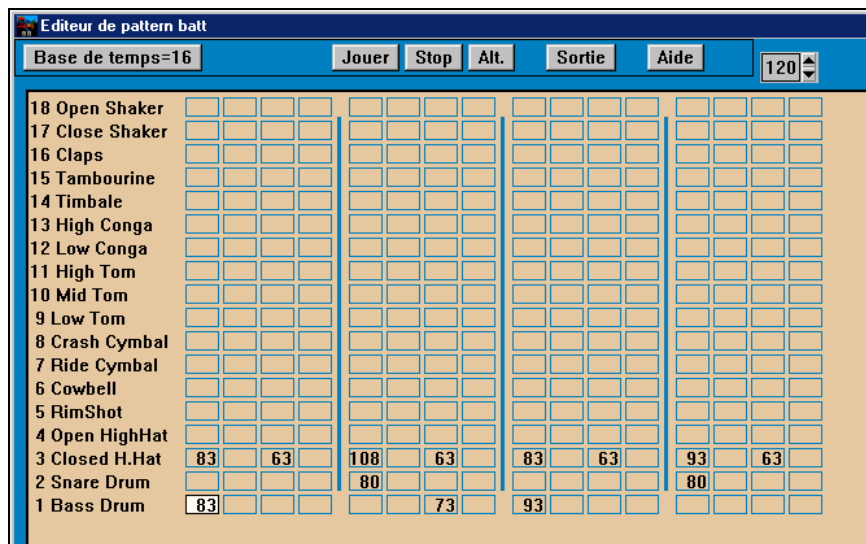 Editeur de pattern batt
Base de temps=16 Jouer Stop Alt. Sortie Aide 120
18 Open Shaker
17 Close Shaker
16 Claps
15 Tambourine
14 Timbale
13 High Conga
12 Low Conga
11 High Tom
10 Mid Tom
9 Low Tom
8 Crash Cymbal
7 Ride Cymbal
6 Cowbell
5 RimShot
4 Open HighHat
3 Closed H.Hat 83 63 108 63 83 63 93 63
2 Snare Drum 80 80
1 Bass Drum 83 73 93